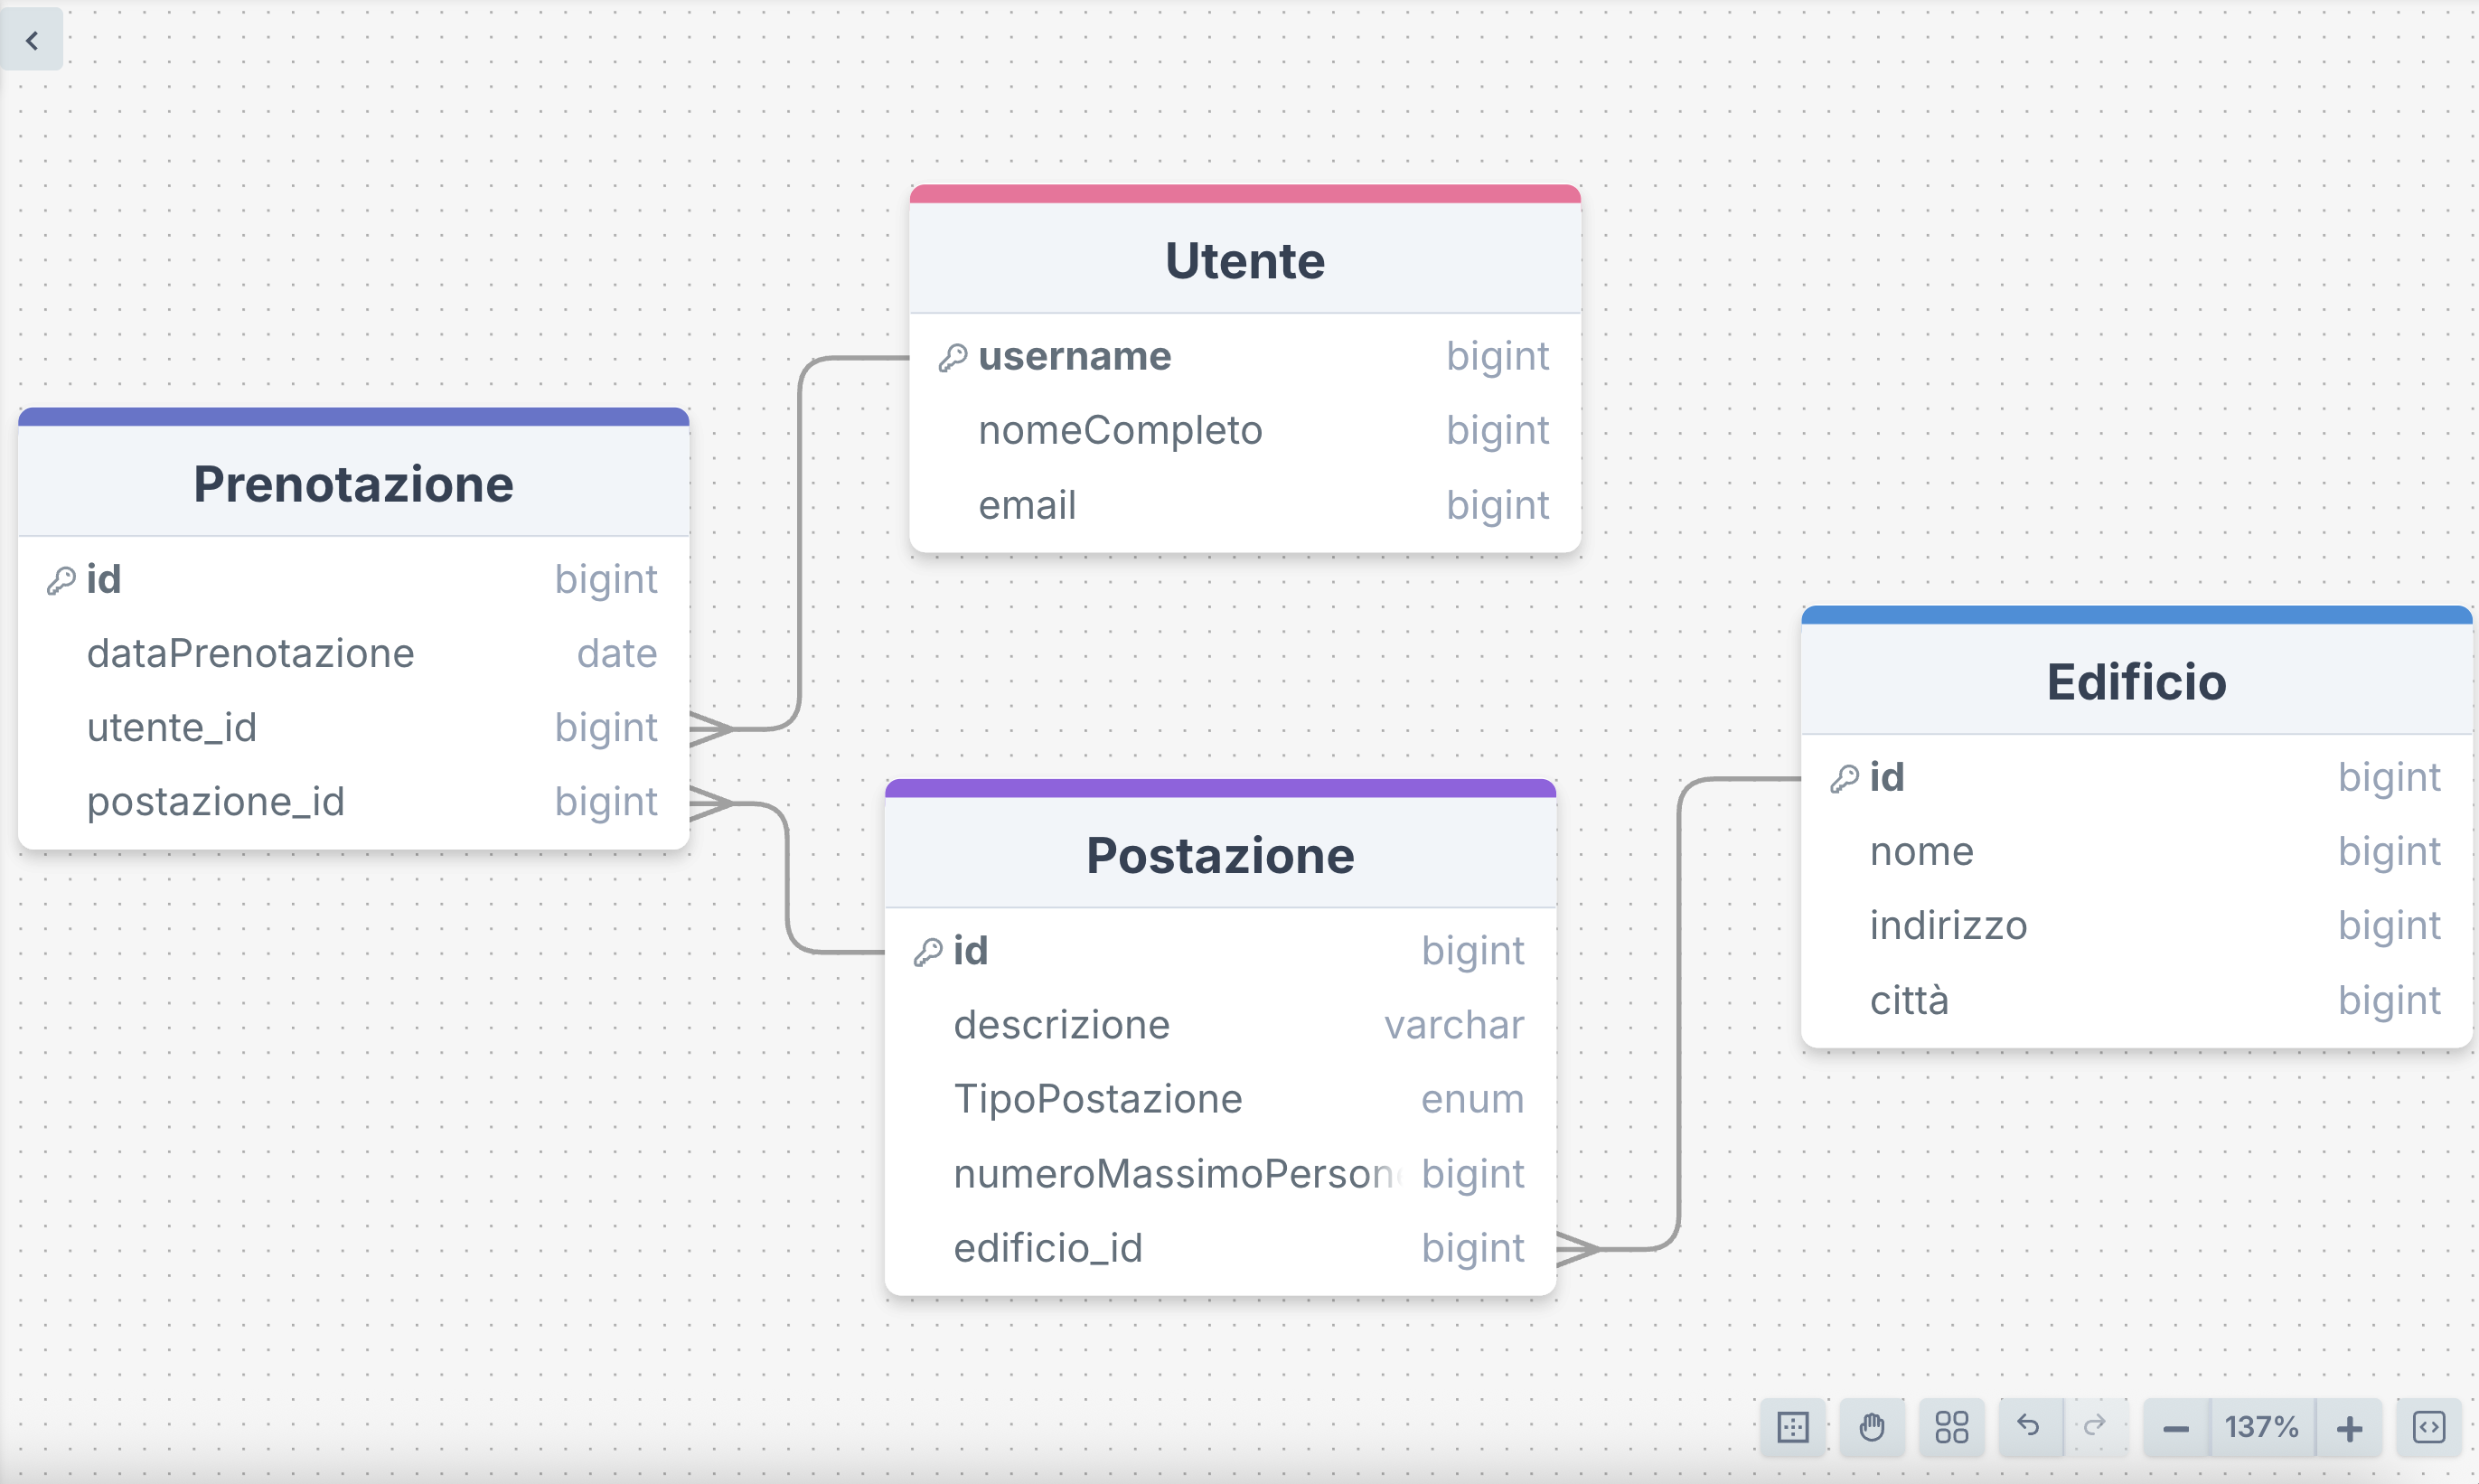 Utente
username bigint
nomeCompleto bigint
email bigint
Prenotazione
id bigint
dataPrenotazione date
utente_id bigint
postazione_id bigint
Postazione
id bigint
descrizione varchar
TipoPostazione enum
numeroMassimoPerson bigint
edificio_id bigint
Edificio
id bigint
nome bigint
indirizzo bigint
città bigint
137%